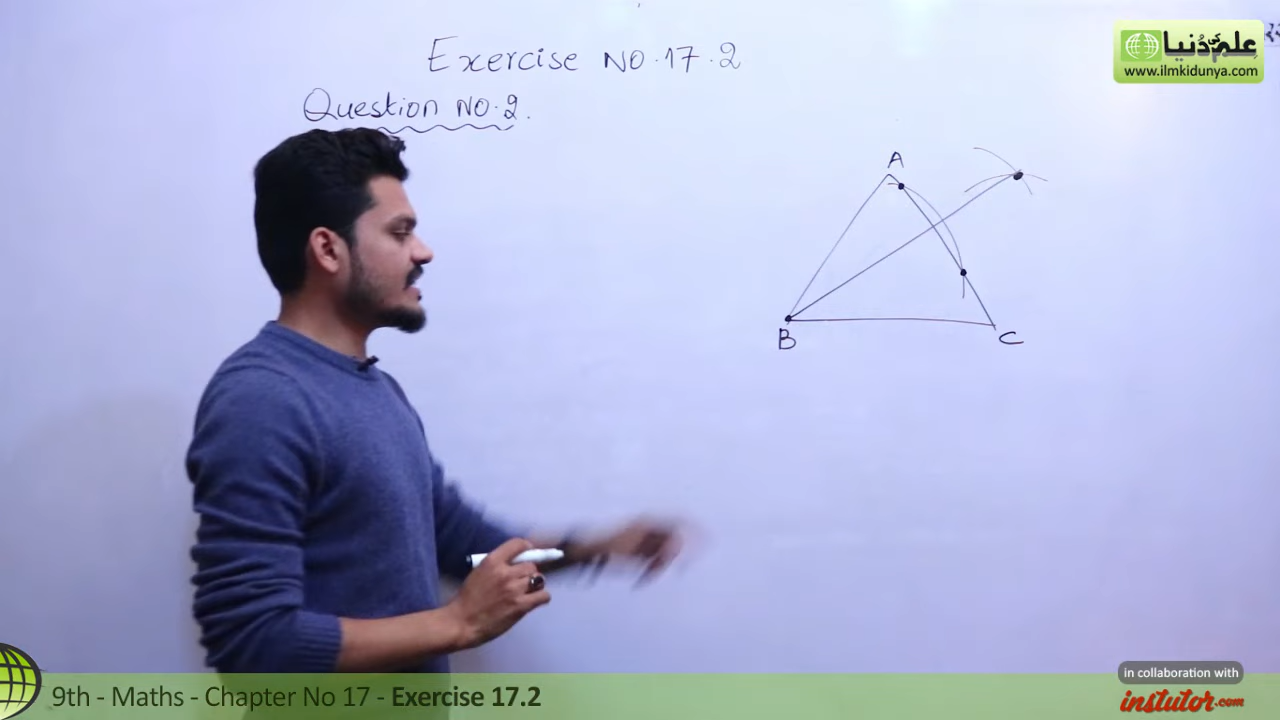 Exercise NO.17.2
Question NO.2.
علم کی دُنیا
www.ilmkidunya.com
A
B
C
9th - Maths - Chapter No 17 - Exercise 17.2
in collaboration with
instutor.com